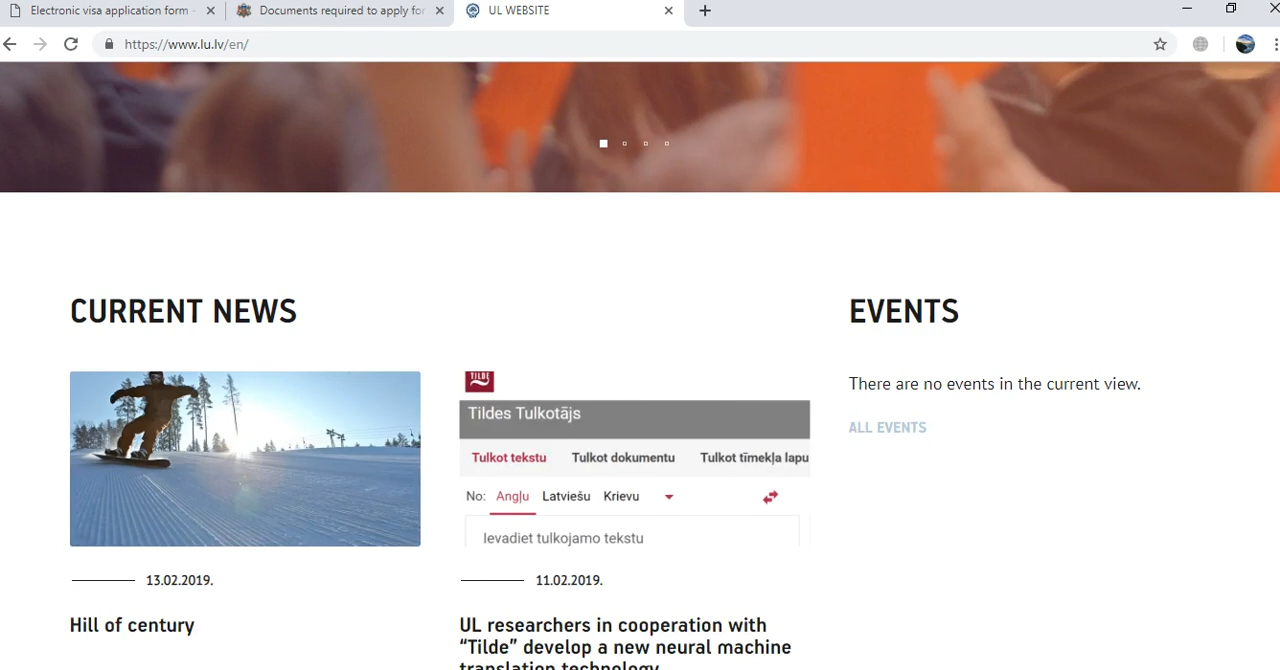 Electronic visa application form
Documents required to apply for
UL WEBSITE
https://www.lu.lv/en/
CURRENT NEWS
EVENTS
TILDE
Tildes Tulkotājs
Tulkot tekstu Tulkot dokumentu Tulkot tīmekļa lapu
No: Angļu Latviešu Krievu
Ievadiet tulkojamo tekstu
There are no events in the current view.
ALL EVENTS
13.02.2019.
11.02.2019.
Hill of century
UL researchers in cooperation with
“Tilde” develop a new neural machine
translation technology